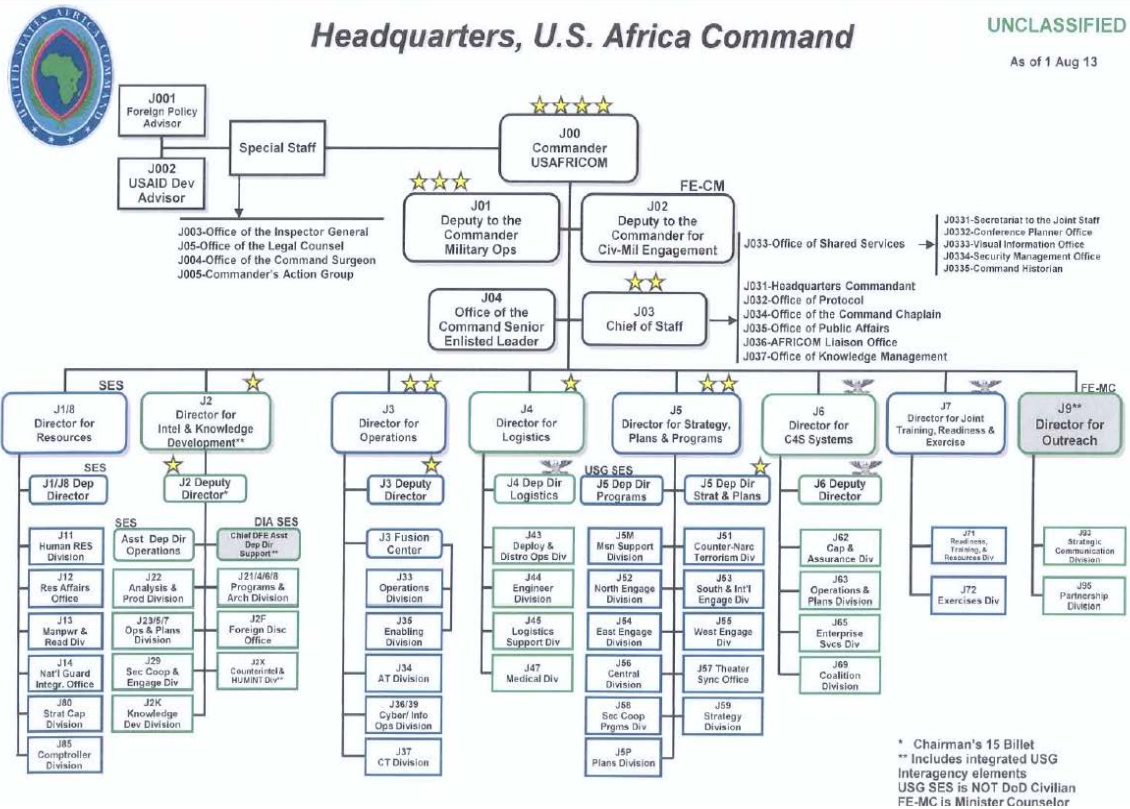 UNITED STATES AFRICA COMMAND
Headquarters, U.S. Africa Command
UNCLASSIFIED
As of 1 Aug 13
J001
Foreign Policy
Advisor
J002
USAID Dev
Advisor
Special Staff
J00
Commander
USAFRICOM
J003-Office of the Inspector General
J05-Office of the Legal Counsel
J004-Office of the Command Surgeon
J005-Commander's Action Group
J01
Deputy to the
Commander
Military Ops
FE-CM
J02
Deputy to the
Commander for
Civ-Mil Engagement
J033-Office of Shared Services
J0331-Secretariat to the Joint Staff
J0332-Conference Planner Office
J0333-Visual Information Office
J0334-Security Management Office
J0335-Command Historian
J04
Office of the
Command Senior
Enlisted Leader
J03
Chief of Staff
J031-Headquarters Commandant
J032-Office of Protocol
J034-Office of the Command Chaplain
J035-Office of Public Affairs
J036-AFRICOM Liaison Office
J037-Office of Knowledge Management
SES
J1/8
Director for
Resources
SES
J1/J8 Dep
Director
J11
Human RES
Division
J12
Res Affairs
Office
J13
Manpwr &
Read Div
J14
Nat'l Guard
Integr. Office
J80
Strat Cap
Division
J85
Comptroller
Division
J2
Director for
Intel & Knowledge
Development**
J2 Deputy
Director*
SES
Asst Dep Dir
Operations
DIA SES
Chief DFE Asst
Dep Dir
Support**
J22
Analysis &
Prod Division
J21/4/6/8
Programs &
Arch Division
J23/5/7
Ops & Plans
Division
J2F
Foreign Disc
Office
J29
Sec Coop &
Engage Div
J2X
Counterintel &
HUMINT Div**
J2K
Knowledge
Dev Division
J3
Director for
Operations
J3 Deputy
Director
J3 Fusion
Center
J33
Operations
Division
J35
Enabling
Division
J34
AT Division
J36/39
Cyber/ Info
Ops Division
J37
CT Division
J4
Director for
Logistics
J4 Dep Dir
Logistics
J43
Deploy &
Distro Ops Div
J44
Engineer
Division
J45
Logistics
Support Div
J47
Medical Div
J5
Director for Strategy,
Plans & Programs
USG SES
J5 Dep Dir
Programs
J5 Dep Dir
Strat & Plans
J5M
Msn Support
Division
J51
Counter-Narc
Terrorism Div
J52
North Engage
Division
J53
South & Int'l
Engage Div
J54
East Engage
Division
J55
West Engage
Div
J56
Central
Division
J57 Theater
Sync Office
J58
Sec Coop
Prgms Div
J59
Strategy
Division
J5P
Plans Division
J6
Director for
C4S Systems
J6 Deputy
Director
J62
Cap &
Assurance Div
J63
Operations &
Plans Division
J65
Enterprise
Svcs Div
J69
Coalition
Division
J7
Director for Joint
Training, Readiness &
Exercise
J71
Readiness,
Training, &
Resources Div
J72
Exercises Div
FE-MC
J9**
Director for
Outreach
J93
Strategic
Communication
Division
J95
Partnership
Division
* Chairman's 15 Billet
** Includes integrated USG
Interagency elements
USG SES is NOT DoD Civilian
FE-MC is Minister Counselor